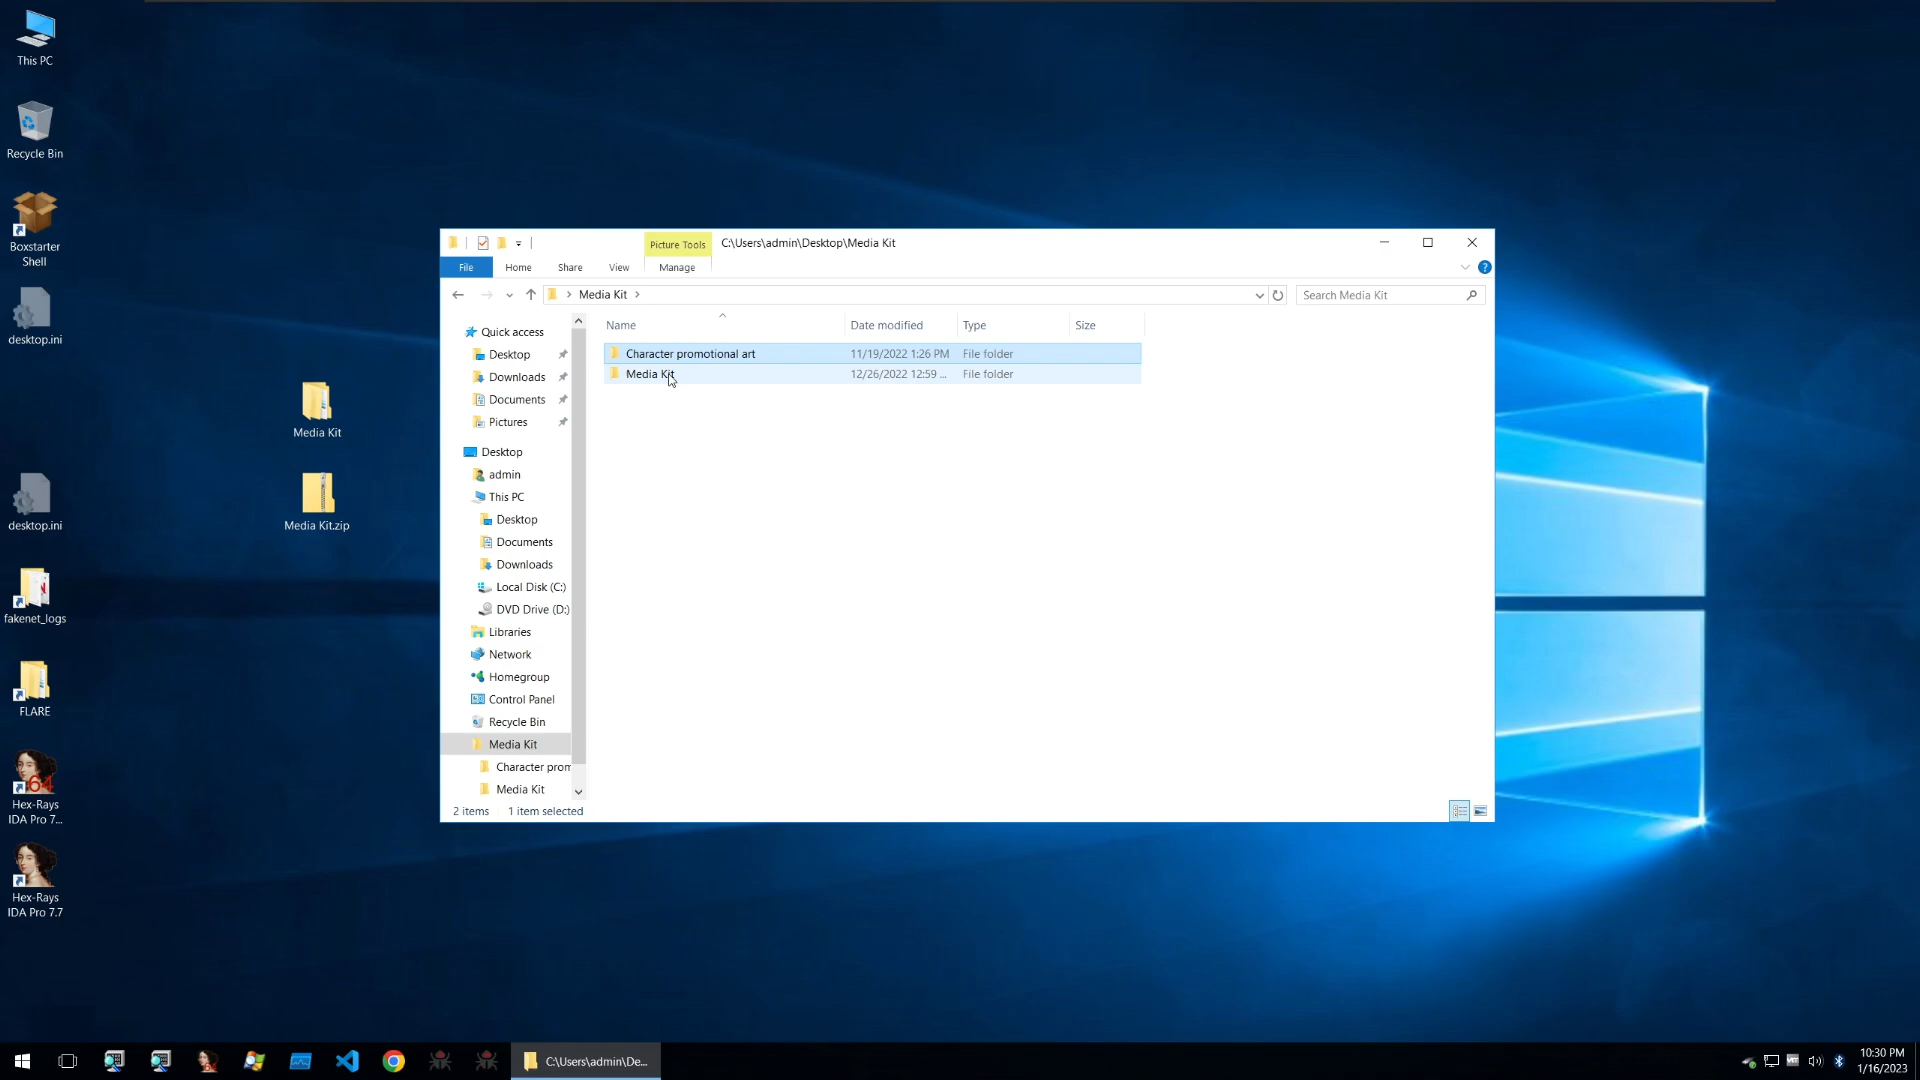 This PC
Recycle Bin
Boxstarter
Shell
desktop.ini
desktop.ini
fakenet_logs
FLARE
64
Hex-Rays
IDA Pro 7...
Hex-Rays
IDA Pro 7.7
Media Kit
Media Kit.zip
Picture Tools
C:\Users\admin\Desktop\Media Kit
File
Home
Share
View
Manage
Media Kit
Search Media Kit
Name
Date modified
Type
Size
Character promotional art 11/19/2022 1:26 PM File folder
Media Kit 12/26/2022 12:59 ... File folder
Quick access
Desktop
Downloads
Documents
Pictures
Desktop
admin
This PC
Desktop
Documents
Downloads
Local Disk (C:)
DVD Drive (D:)
Libraries
Network
Homegroup
Control Panel
Recycle Bin
Media Kit
Character prom
Media Kit
2 items 1 item selected
C:\Users\admin\De...
10:30 PM
1/16/2023